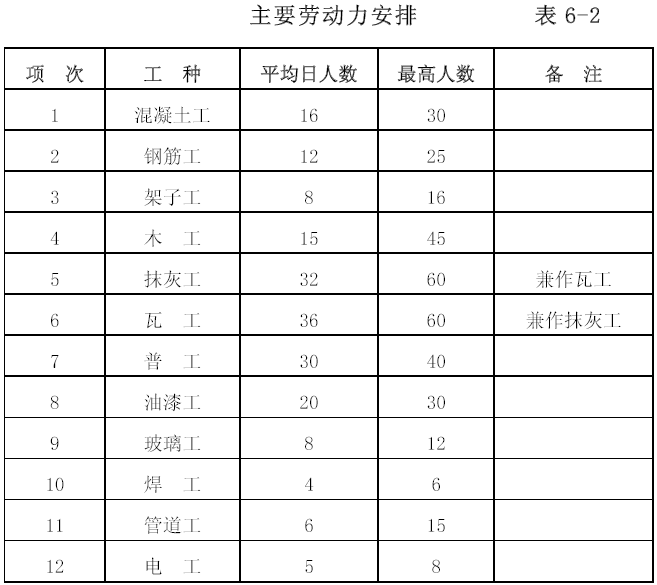 主要劳动力安排 表 6-2
项 次 工 种 平均日人数 最高人数 备 注
1 混凝土工 16 30
2 钢筋工 12 25
3 架子工 8 16
4 木 工 15 45
5 抹灰工 32 60 兼作瓦工
6 瓦 工 36 60 兼作抹灰工
7 普 工 30 40
8 油漆工 20 30
9 玻璃工 8 12
10 焊 工 4 6
11 管道工 6 15
12 电 工 5 8